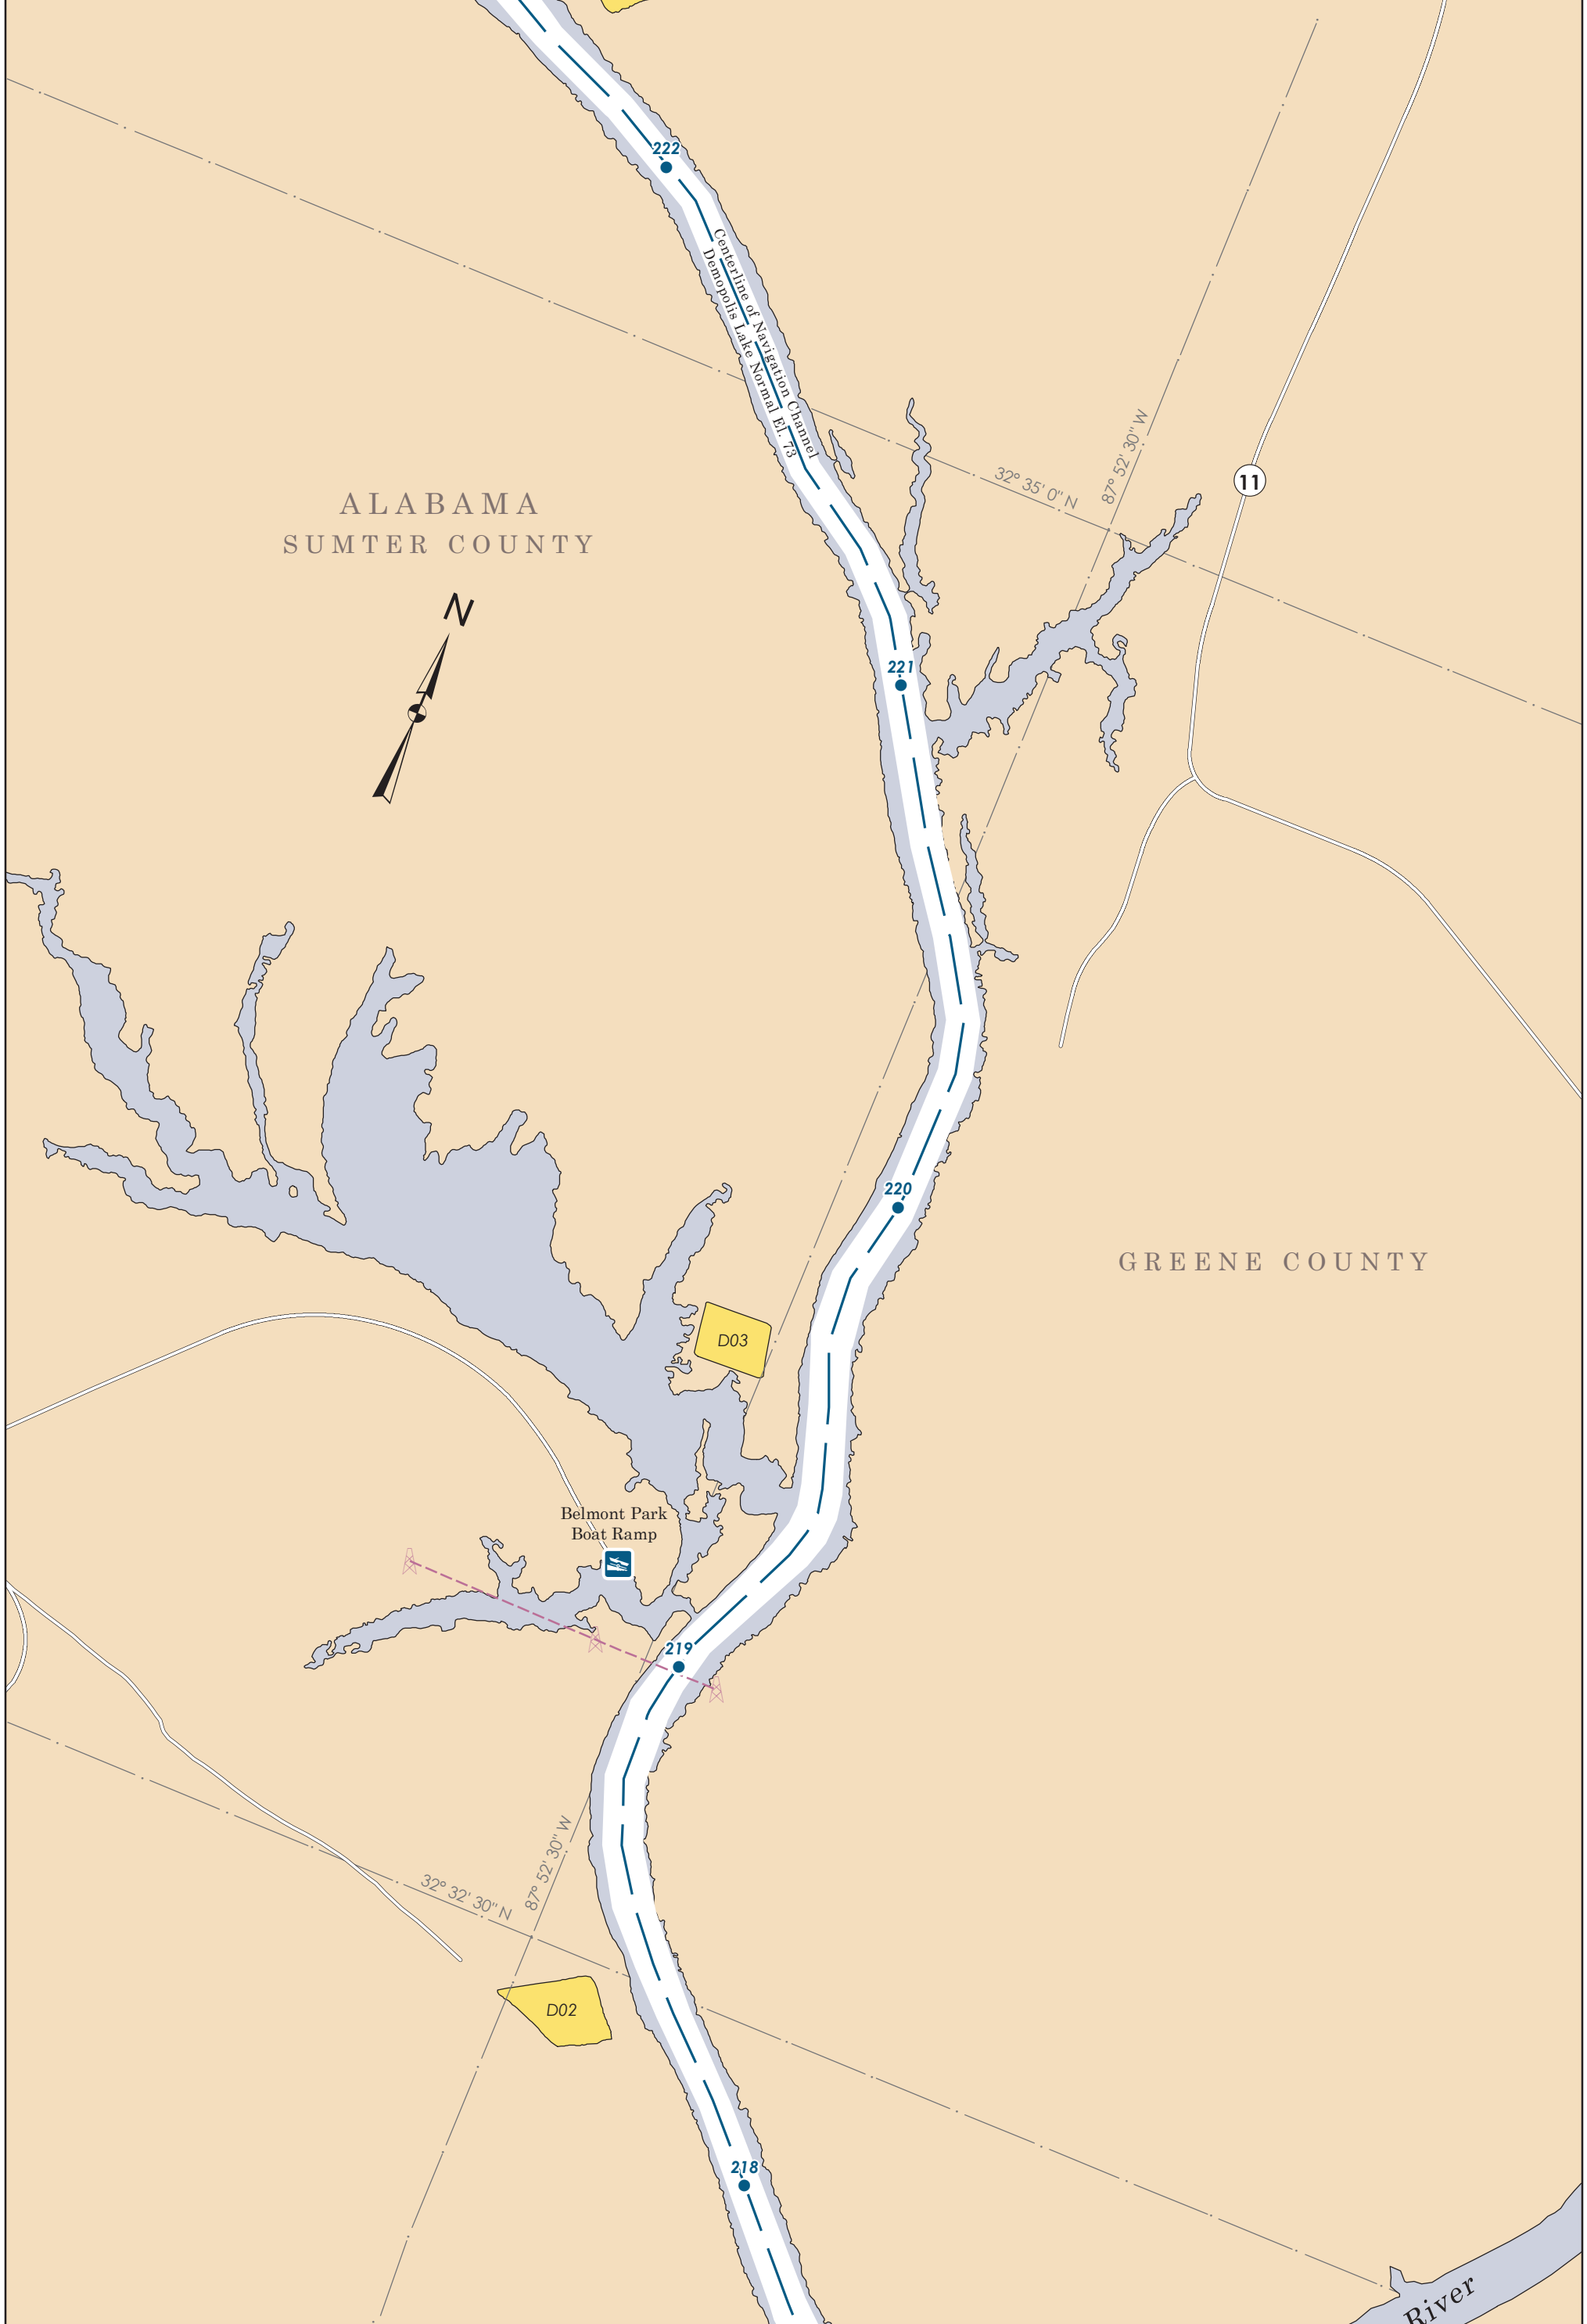 222
Centerline of Navigation Channel
Demopolis Lake Normal El. 73
32° 35' 0" N
87° 52' 30" W
11
ALABAMA
SUMTER COUNTY
N
221
220
GREENE COUNTY
D03
Belmont Park
Boat Ramp
219
87° 52' 30" W
32° 32' 30" N
D02
218
River